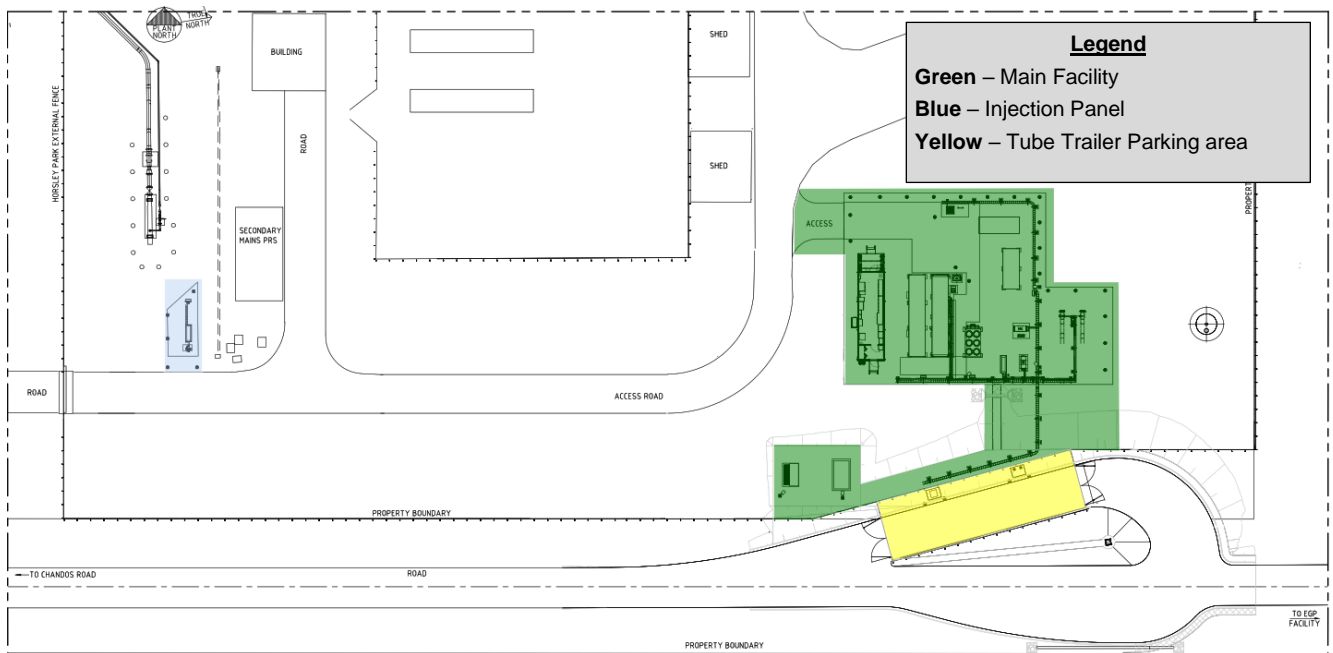 TRUE
NORTH
PLANT
NORTH
BUILDING
SHED
Legend
Green – Main Facility
Blue – Injection Panel
Yellow – Tube Trailer Parking area
HORSLEY PARK EXTERNAL FENCE
ROAD
SHED
SECONDARY
MAINS PRS
ACCESS
ROAD
ACCESS ROAD
PROPERTY BOUNDARY
TO CHANDOS ROAD
ROAD
TO EGP
FACILITY
PROPERTY BOUNDARY